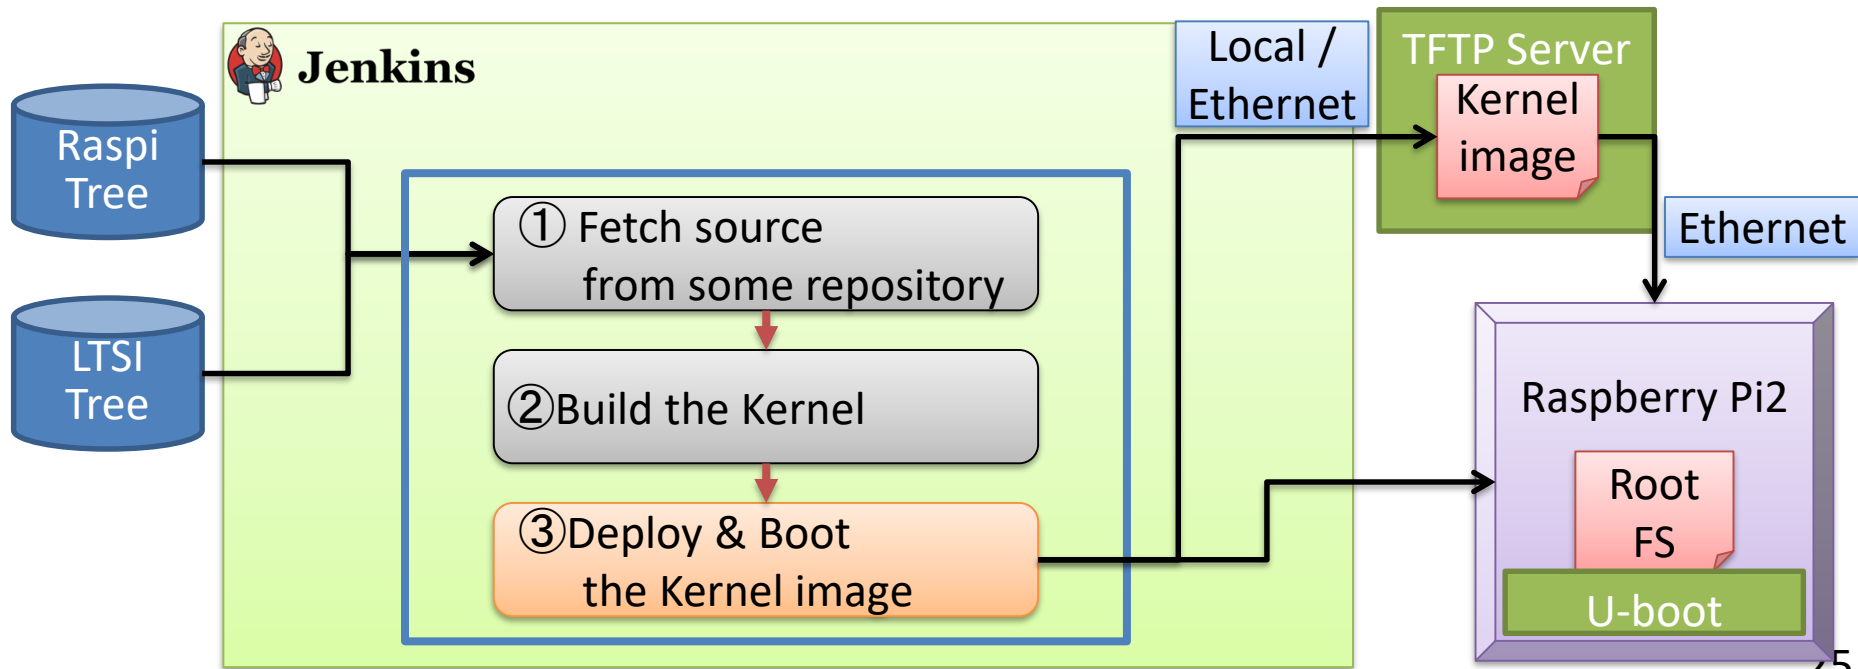 Jenkins
Raspi
Tree
LTSI
Tree
① Fetch source
from some repository
②Build the Kernel
③Deploy & Boot
the Kernel image
Local /
Ethernet
TFTP Server
Kernel
image
Ethernet
Raspberry Pi2
Root
FS
U-boot